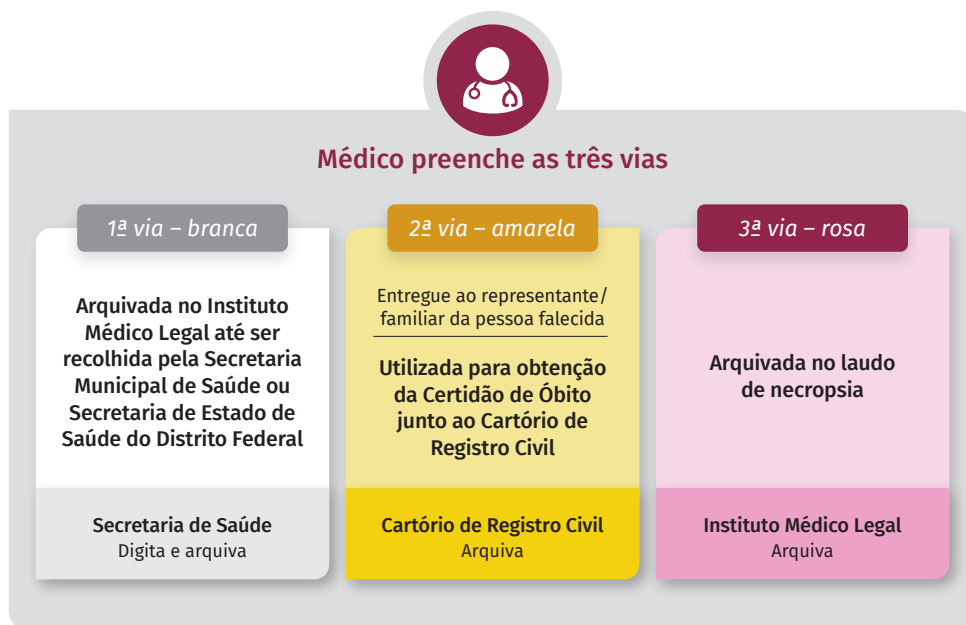 Médico preenche as três vias
1ª via – branca
Arquivada no Instituto
Médico Legal até ser
recolhida pela Secretaria
Municipal de Saúde ou
Secretaria de Estado de
Saúde do Distrito Federal
Secretaria de Saúde
Digita e arquiva
2ª via – amarela
Entregue ao representante/
familiar da pessoa falecida
Utilizada para obtenção
da Certidão de Óbito
junto ao Cartório de
Registro Civil
Cartório de Registro Civil
Arquiva
3ª via – rosa
Arquivada no laudo
de necropsia
Instituto Médico Legal
Arquiva